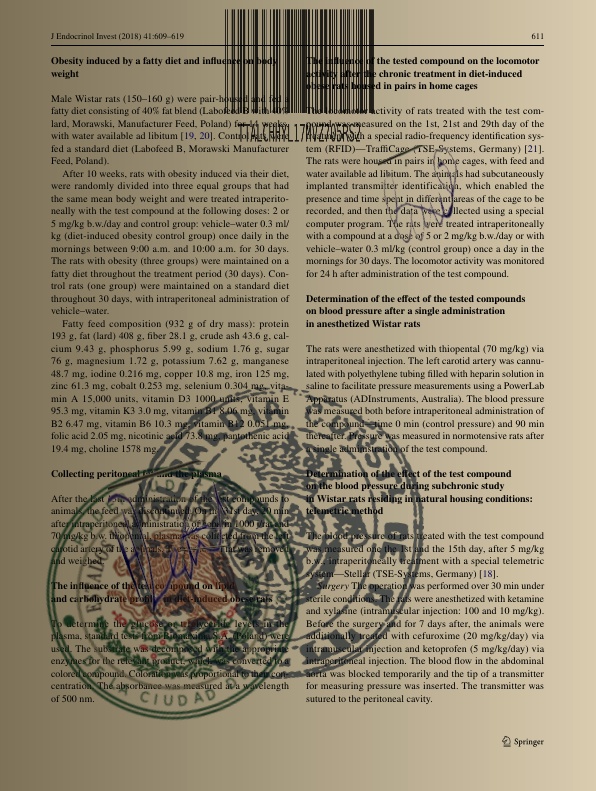 J Endocrinol Invest (2018) 41:609–619
611
Obesity induced by a fatty diet and influence on body
weight
Male Wistar rats (150–160 g) were pair-housed and fed a
fatty diet consisting of 40% fat blend (Labofeed B with 40%
lard, Morawski, Manufacturer Feed, Poland) for 11 weeks,
with water available ad libitum [19, 20]. Control rats were
fed a standard diet (Labofeed B, Morawski Manufacturer
Feed, Poland).
After 10 weeks, rats with obesity induced via their diet,
were randomly divided into three equal groups that had
the same mean body weight and were treated intraperito-
neally with the test compound at the following doses: 2 or
5 mg/kg b.w./day and control group: vehicle–water 0.3 ml/
kg (diet-induced obesity control group) once daily in the
mornings between 9:00 a.m. and 10:00 a.m. for 30 days.
The rats with obesity (three groups) were maintained on a
fatty diet throughout the treatment period (30 days). Con-
trol rats (one group) were maintained on a standard diet
throughout 30 days, with intraperitoneal administration of
vehicle–water.
Fatty feed composition (932 g of dry mass): protein
193 g, fat (lard) 408 g, fiber 28.1 g, crude ash 43.6 g, cal-
cium 9.43 g, phosphorus 5.99 g, sodium 1.76 g, sugar
76 g, magnesium 1.72 g, potassium 7.62 g, manganese
48.7 mg, iodine 0.216 mg, copper 10.8 mg, iron 125 mg,
zinc 61.3 mg, cobalt 0.253 mg, selenium 0.304 mg, vita-
min A 15,000 units, vitamin D3 1000 units, vitamin E
95.3 mg, vitamin K3 3.0 mg, vitamin B1 8.06 mg, vitamin
B2 6.47 mg, vitamin B6 10.3 mg, vitamin B12 0.051 mg,
folic acid 2.05 mg, nicotinic acid 73.8 mg, pantothenic acid
19.4 mg, choline 1578 mg.
Collecting peritoneal fat and the plasma
After the last administration of the test compounds to
animals, the feed was discontinued. On the 31st day, 20 min
after intraperitoneal administration of heparin 1000 j/rat and
70 mg/kg b.w. thiopental, plasma was collected from the left
carotid artery of the animals.
and weighed.
The influence of the test compound on lipid
and carbohydrate profile in diet-induced obese rats
To determine the glucose or triglyceride levels in the
plasma, standard tests from Biomaxima S.A. (Poland) were
used. The substrate was decomposed with the appropriate
enzymes for the relevant product, which was converted to a
colored compound. Coloration was proportional to their con-
centration. The absorbance was measured at a wavelength
of 500 nm.
The influence of the tested compound on the locomotor
activity after the chronic treatment in diet-induced
obese rats housed in pairs in home cages
The locomotor activity of rats treated with the test com-
pound was measured on the 1st, 21st and 29th day of the
treatment with a special radio-frequency identification sys-
tem (RFID)—TraffiCage (TSE-Systems, Germany) [21].
The rats were housed in pairs in home cages, with feed and
water available ad libitum. The animals had subcutaneously
implanted transmitter identification, which enabled the
presence and time spent in different areas of the cage to be
recorded, and then the data were collected using a special
computer program. The rats were treated intraperitoneally
with a compound at a dose of 5 or 2 mg/kg b.w./day or with
vehicle–water 0.3 ml/kg (control group) once a day in the
mornings for 30 days. The locomotor activity was monitored
for 24 h after administration of the test compound.
Determination of the effect of the tested compounds
on blood pressure after a single administration
in anesthetized Wistar rats
The rats were anesthetized with thiopental (70 mg/kg) via
intraperitoneal injection. The left carotid artery was cannu-
lated with polyethylene tubing filled with heparin solution in
saline to facilitate pressure measurements using a PowerLab
Apparatus (ADInstruments, Australia). The blood pressure
was measured both before intraperitoneal administration of
the compound—time 0 min (control pressure) and 90 min
thereafter. Pressure was measured in normotensive rats after
a single administration of the test compound.
Determination of the effect of the test compound
on the blood pressure during subchronic study
in Wistar rats residing in natural housing conditions:
telemetric method
The blood pressure of rats treated with the test compound
was measured one the 1st and the 15th day, after 5 mg/kg
b.w., intraperitoneally treatment with a special telemetric
system—Stellar (TSE-Systems, Germany) [18].
Surgery The operation was performed over 30 min under
sterile conditions. The rats were anesthetized with ketamine
and xylasine (intramuscular injection: 100 and 10 mg/kg).
Before the surgery and for 7 days after, the animals were
additionally treated with cefuroxime (20 mg/kg/day) via
intramuscular injection and ketoprofen (5 mg/kg/day) via
intraperitoneal injection. The blood flow in the abdominal
aorta was blocked temporarily and the tip of a transmitter
for measuring pressure was inserted. The transmitter was
sutured to the peritoneal cavity.
CIUDAD
Springer